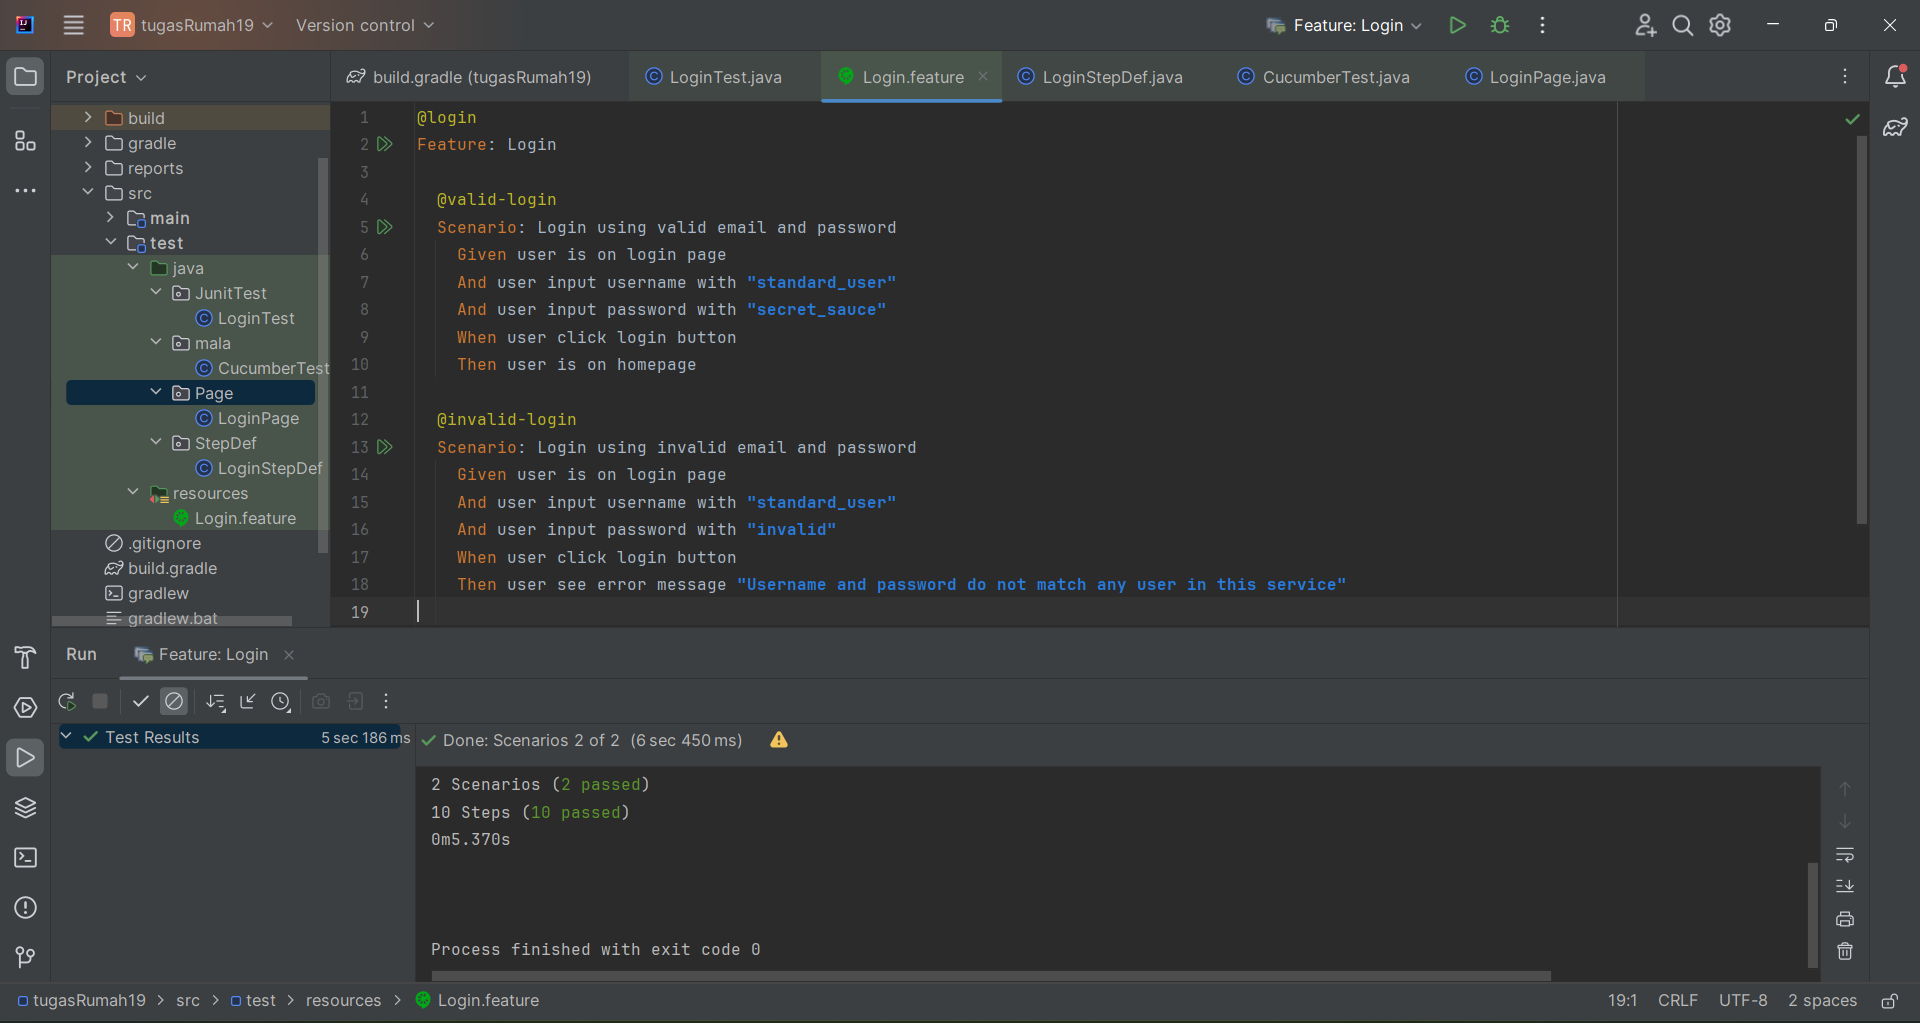 TR tugasRumah19 Version control Feature: Login
Project
build.gradle (tugasRumah19) LoginTest.java Login.feature LoginStepDef.java CucumberTest.java LoginPage.java
build
gradle
reports
src
main
test
java
JunitTest
LoginTest
mala
CucumberTest
Page
LoginPage
StepDef
LoginStepDef
resources
Login.feature
.gitignore
build.gradle
gradlew
gradlew.bat
1 @login
2 Feature: Login
3
4 @valid-login
5 Scenario: Login using valid email and password
6 Given user is on login page
7 And user input username with "standard_user"
8 And user input password with "secret_sauce"
9 When user click login button
10 Then user is on homepage
11
12 @invalid-login
13 Scenario: Login using invalid email and password
14 Given user is on login page
15 And user input username with "standard_user"
16 And user input password with "invalid"
17 When user click login button
18 Then user see error message "Username and password do not match any user in this service"
19
Run Feature: Login
Test Results 5 sec 186 ms
Done: Scenarios 2 of 2 (6 sec 450 ms)
2 Scenarios (2 passed)
10 Steps (10 passed)
0m5.370s
Process finished with exit code 0
tugasRumah19 > src > test > resources > Login.feature 19:1 CRLF UTF-8 2 spaces